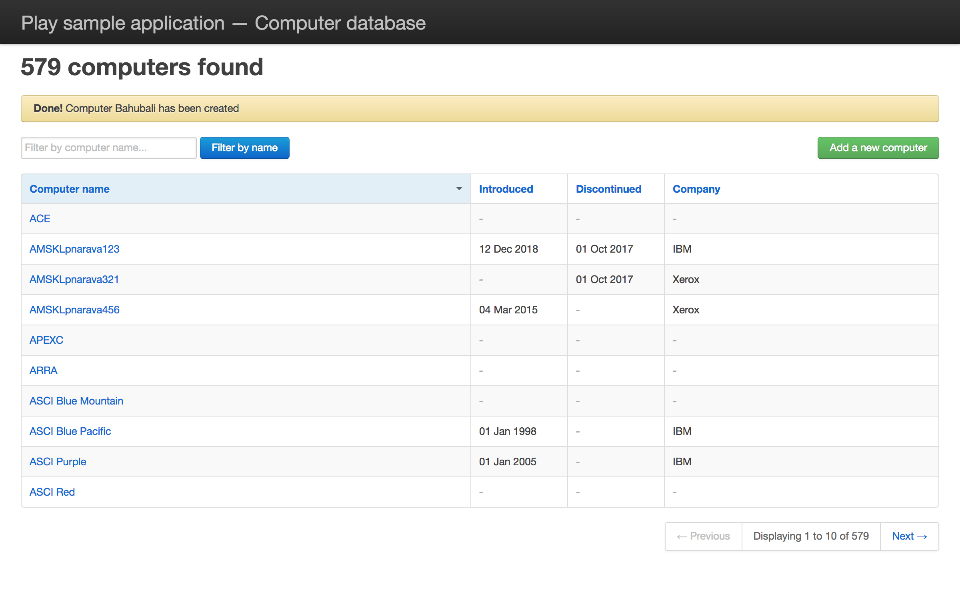 Play sample application — Computer database
579 computers found
Done! Computer Bahubali has been created
Filter by computer name... Filter by name Add a new computer
Computer name Introduced Discontinued Company
ACE - - -
AMSKLpnarava123 12 Dec 2018 01 Oct 2017 IBM
AMSKLpnarava321 - 01 Oct 2017 Xerox
AMSKLpnarava456 04 Mar 2015 - Xerox
APEXC - - -
ARRA - - -
ASCI Blue Mountain - - -
ASCI Blue Pacific 01 Jan 1998 - IBM
ASCI Purple 01 Jan 2005 - IBM
ASCI Red - - -
← Previous Displaying 1 to 10 of 579 Next →